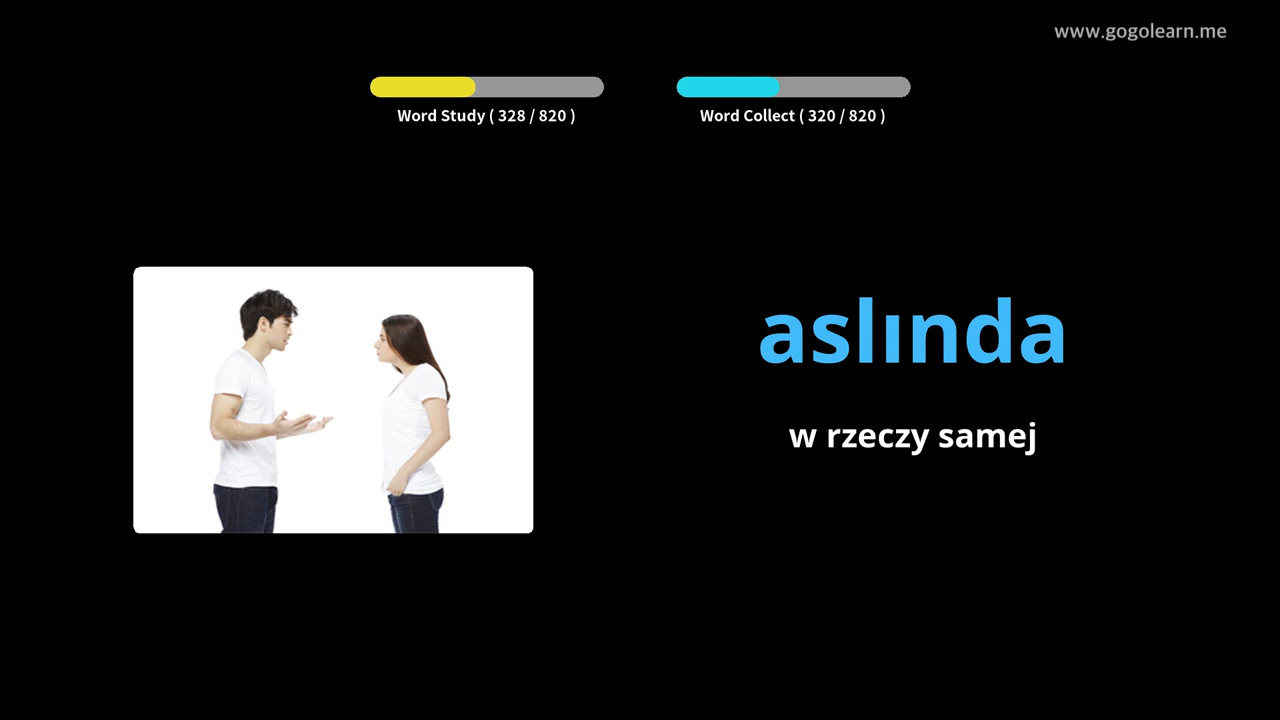 www.gogolearn.me
Word Study ( 328 / 820 )
Word Collect ( 320 / 820 )
aslında
w rzeczy samej